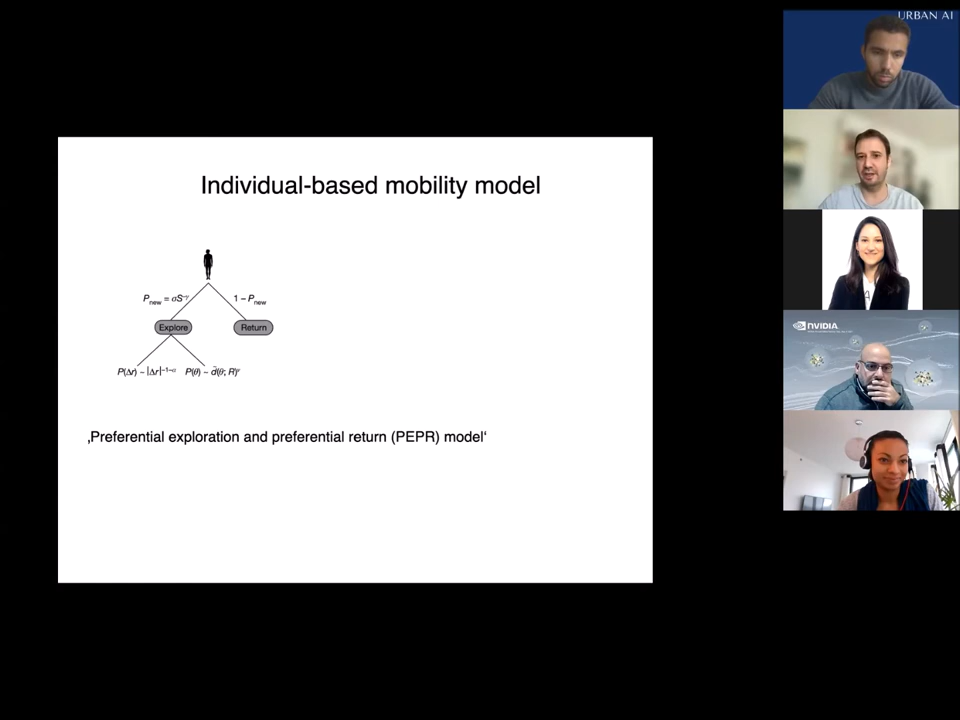 URBAN AI
Individual-based mobility model
P_new = σS^−γ
1 − P_new
Explore
Return
P(Δr) ~ |Δr|^−1−α
P(θ) ~ d̃(θ; R)^ν
NVIDIA
‚Preferential exploration and preferential return (PEPR) model‘